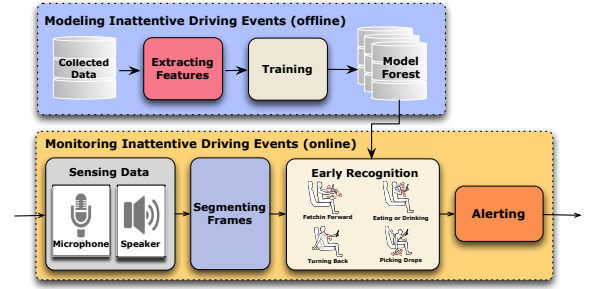 Modeling Inattentive Driving Events (offline)
Collected
Data
Extracting
Features
Training
Model
Forest
Monitoring Inattentive Driving Events (online)
Sensing Data
Microphone
Speaker
Segmenting
Frames
Early Recognition
Fetchin Forward
Eating or Drinking
Turning Back
Picking Drops
Alerting